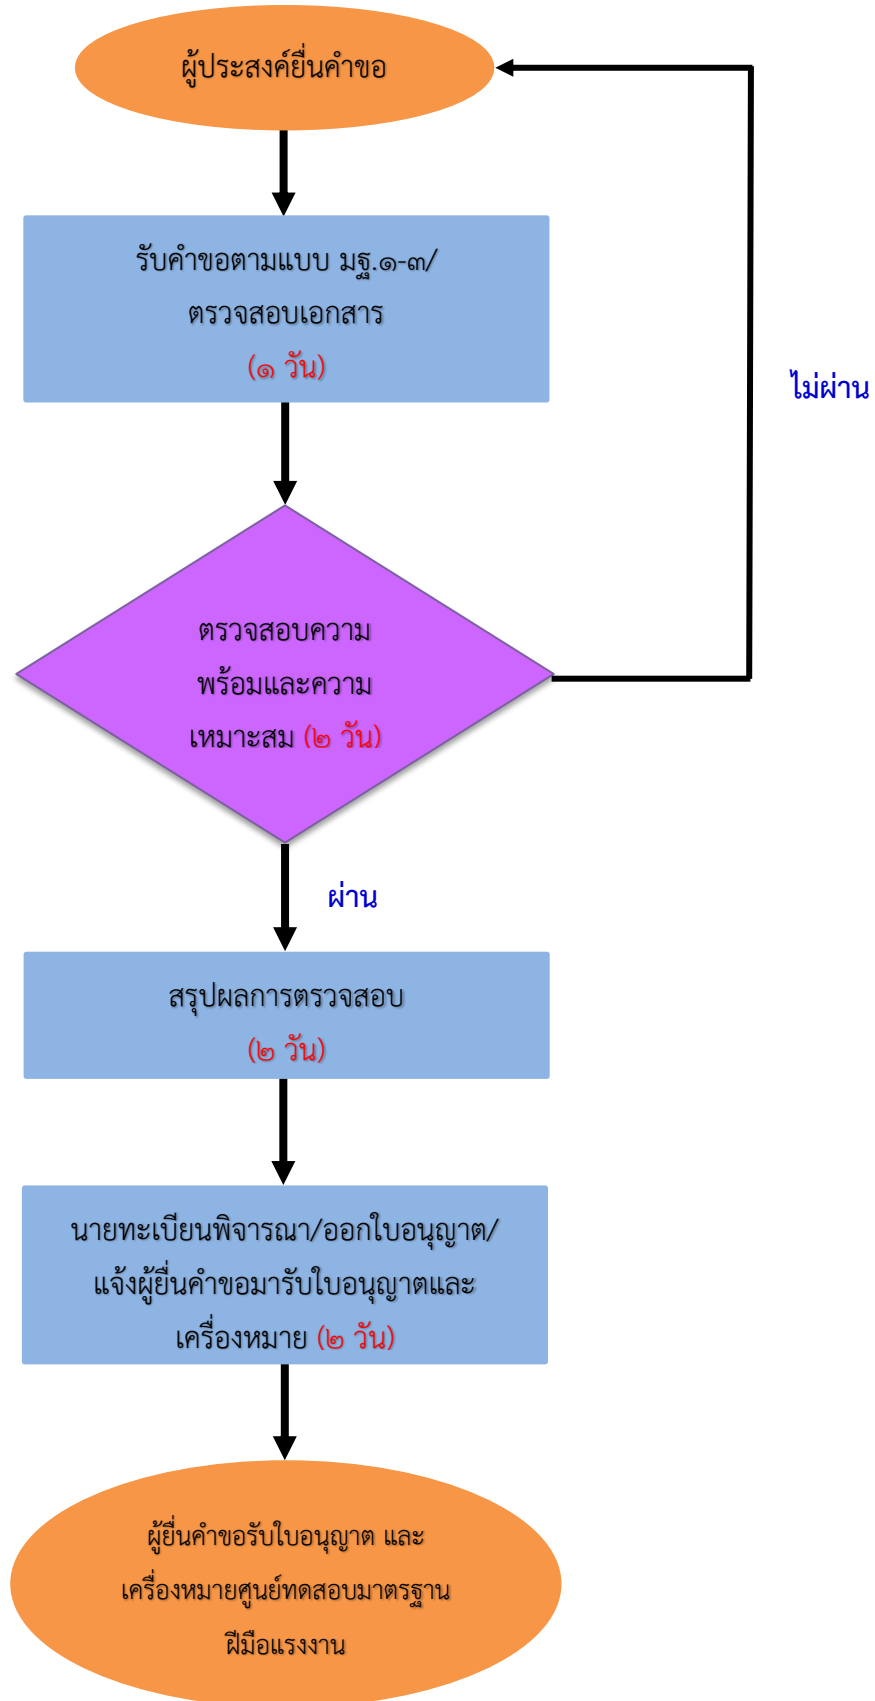 ผู้ประสงค์ยื่นคำขอ
รับคำขอตามแบบ มฐ.๑-๓/
ตรวจสอบเอกสาร
(๑ วัน)
ไม่ผ่าน
ตรวจสอบความ
พร้อมและความ
เหมาะสม (๒ วัน)
ผ่าน
สรุปผลการตรวจสอบ
(๒ วัน)
นายทะเบียนพิจารณา/ออกใบอนุญาต/
แจ้งผู้ยื่นคำขอมารับใบอนุญาตและ
เครื่องหมาย (๒ วัน)
ผู้ยื่นคำขอรับใบอนุญาต และ
เครื่องหมายศูนย์ทดสอบมาตรฐาน
ฝีมือแรงงาน